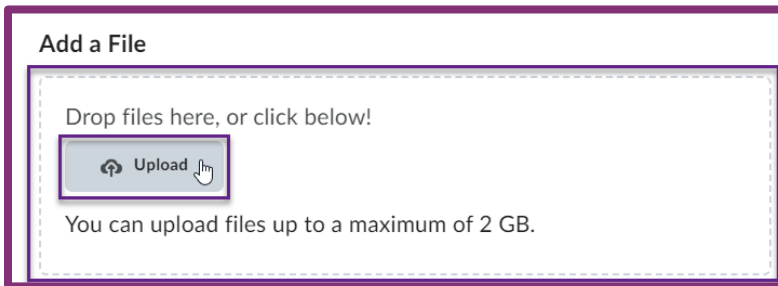 Add a File
Drop files here, or click below!
Upload
You can upload files up to a maximum of 2 GB.